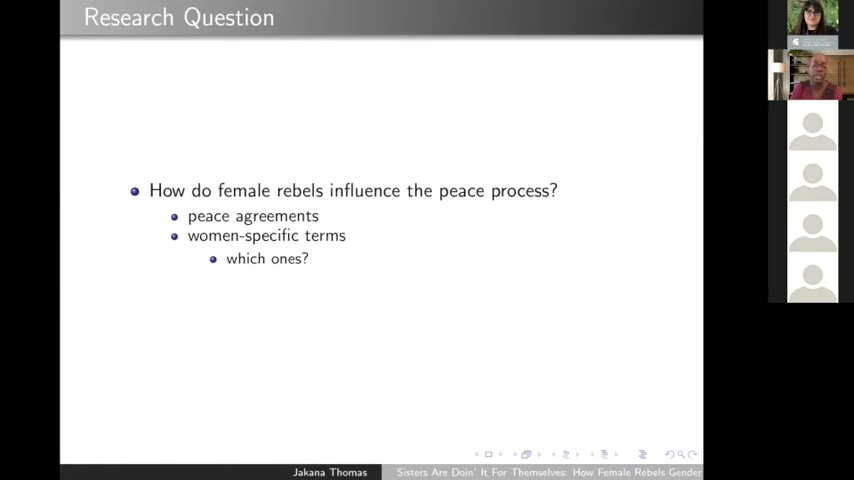 Research Question
How do female rebels influence the peace process?
peace agreements
women-specific terms
which ones?
Jakana Thomas
Sisters Are Doin' It For Themselves: How Female Rebels Gender